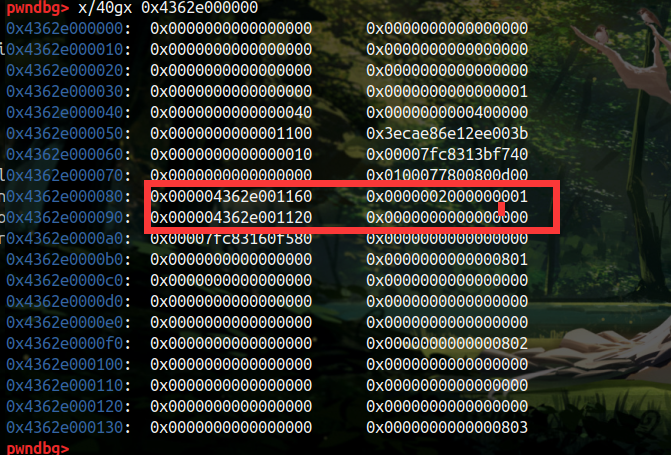 pwndbg> x/40gx 0x4362e000000
0x4362e000000: 0x0000000000000000 0x0000000000000000
0x4362e000010: 0x0000000000000000 0x0000000000000000
0x4362e000020: 0x0000000000000000 0x0000000000000000
0x4362e000030: 0x0000000000000000 0x0000000000000001
0x4362e000040: 0x0000000000000040 0x0000000000400000
0x4362e000050: 0x0000000000001100 0x3ecae86e12ee003b
0x4362e000060: 0x0000000000000010 0x00007fc8313bf740
0x4362e000070: 0x0000000000000000 0x0100077800800d00
0x4362e000080: 0x000004362e001160 0x0000002000000001
0x4362e000090: 0x000004362e001120 0x0000000000000000
0x4362e0000a0: 0x00007fc83160f580 0x0000000000000000
0x4362e0000b0: 0x0000000000000000 0x0000000000000801
0x4362e0000c0: 0x0000000000000000 0x0000000000000000
0x4362e0000d0: 0x0000000000000000 0x0000000000000000
0x4362e0000e0: 0x0000000000000000 0x0000000000000000
0x4362e0000f0: 0x0000000000000000 0x0000000000000802
0x4362e000100: 0x0000000000000000 0x0000000000000000
0x4362e000110: 0x0000000000000000 0x0000000000000000
0x4362e000120: 0x0000000000000000 0x0000000000000000
0x4362e000130: 0x0000000000000000 0x0000000000000803
pwndbg>